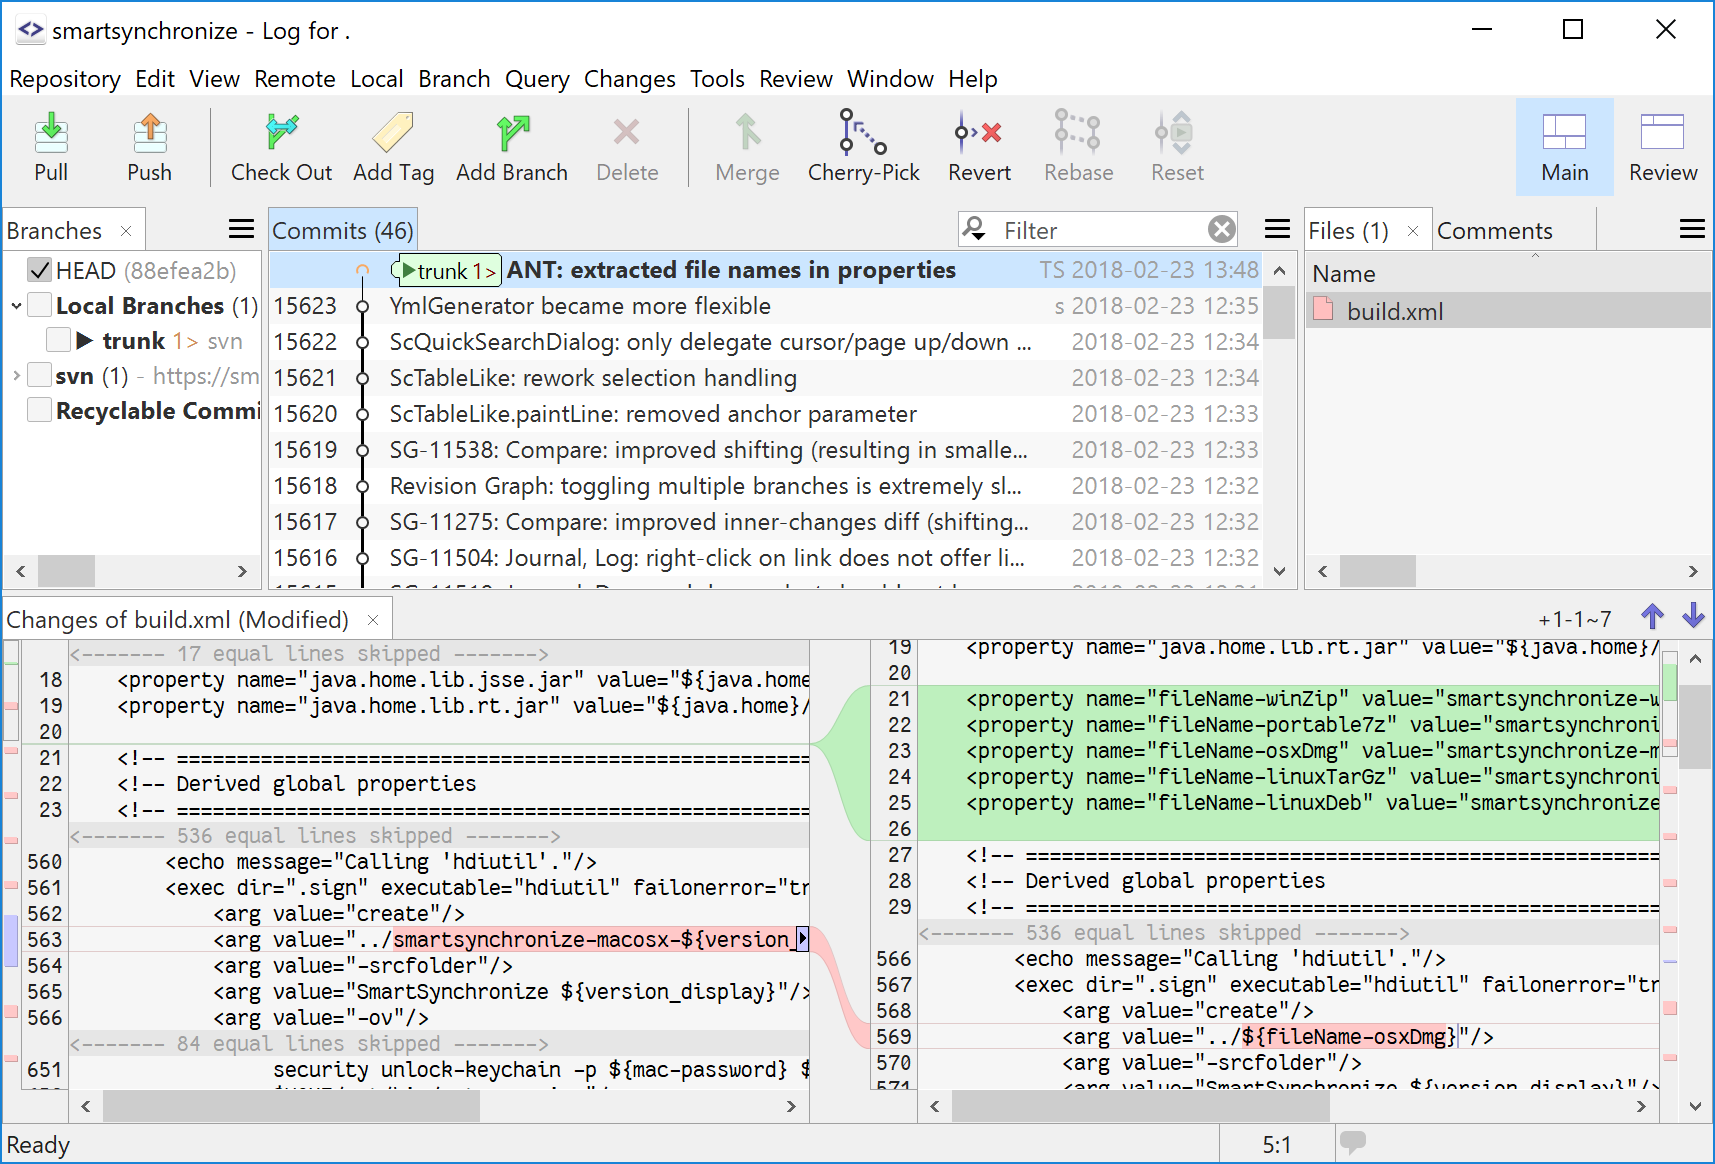 smartsynchronize - Log for .
Repository Edit View Remote Local Branch Query Changes Tools Review Window Help
Pull Push Check Out Add Tag Add Branch Delete Merge Cherry-Pick Revert Rebase Reset Main Review
Branches
HEAD (88efea2b)
Local Branches (1)
trunk 1> svn
svn (1) - https://sm
Recyclable Commi
Commits (46)
Filter
trunk 1> ANT: extracted file names in properties TS 2018-02-23 13:48
15623 YmlGenerator became more flexible s 2018-02-23 12:35
15622 ScQuickSearchDialog: only delegate cursor/page up/down ... 2018-02-23 12:34
15621 ScTableLike: rework selection handling 2018-02-23 12:34
15620 ScTableLike.paintLine: removed anchor parameter 2018-02-23 12:33
15619 SG-11538: Compare: improved shifting (resulting in smalle... 2018-02-23 12:33
15618 Revision Graph: toggling multiple branches is extremely sl... 2018-02-23 12:32
15617 SG-11275: Compare: improved inner-changes diff (shifting... 2018-02-23 12:32
15616 SG-11504: Journal, Log: right-click on link does not offer li... 2018-02-23 12:32
Files (1) Comments
Name
build.xml
Changes of build.xml (Modified)
+1-1~7
<------- 17 equal lines skipped ------->
18 <property name="java.home.lib.jsse.jar" value="${java.home
19 <property name="java.home.lib.rt.jar" value="${java.home}/
20
21 <!-- =====================================================
22 <!-- Derived global properties
23 <!-- =====================================================
<------- 536 equal lines skipped ------->
560 <echo message="Calling 'hdiutil'."/>
561 <exec dir=".sign" executable="hdiutil" failonerror="tr
562 <arg value="create"/>
563 <arg value="../smartsynchronize-macosx-${version_
564 <arg value="-srcfolder"/>
565 <arg value="SmartSynchronize ${version_display}"/>
566 <arg value="-ov"/>
<------- 84 equal lines skipped ------->
651 security unlock-keychain -p ${mac-password} $
19 <property name="java.home.lib.rt.jar" value="${java.home}/
20
21 <property name="fileName-winZip" value="smartsynchronize-w
22 <property name="fileName-portable7z" value="smartsynchroni
23 <property name="fileName-osxDmg" value="smartsynchronize-m
24 <property name="fileName-linuxTarGz" value="smartsynchroni
25 <property name="fileName-linuxDeb" value="smartsynchronize
26
27 <!-- =====================================================
28 <!-- Derived global properties
29 <!-- =====================================================
<------- 536 equal lines skipped ------->
566 <echo message="Calling 'hdiutil'."/>
567 <exec dir=".sign" executable="hdiutil" failonerror="tr
568 <arg value="create"/>
569 <arg value="../${fileName-osxDmg}"/>
570 <arg value="-srcfolder"/>
571 <arg value="SmartSynchronize ${version_display}"/>
Ready
5:1